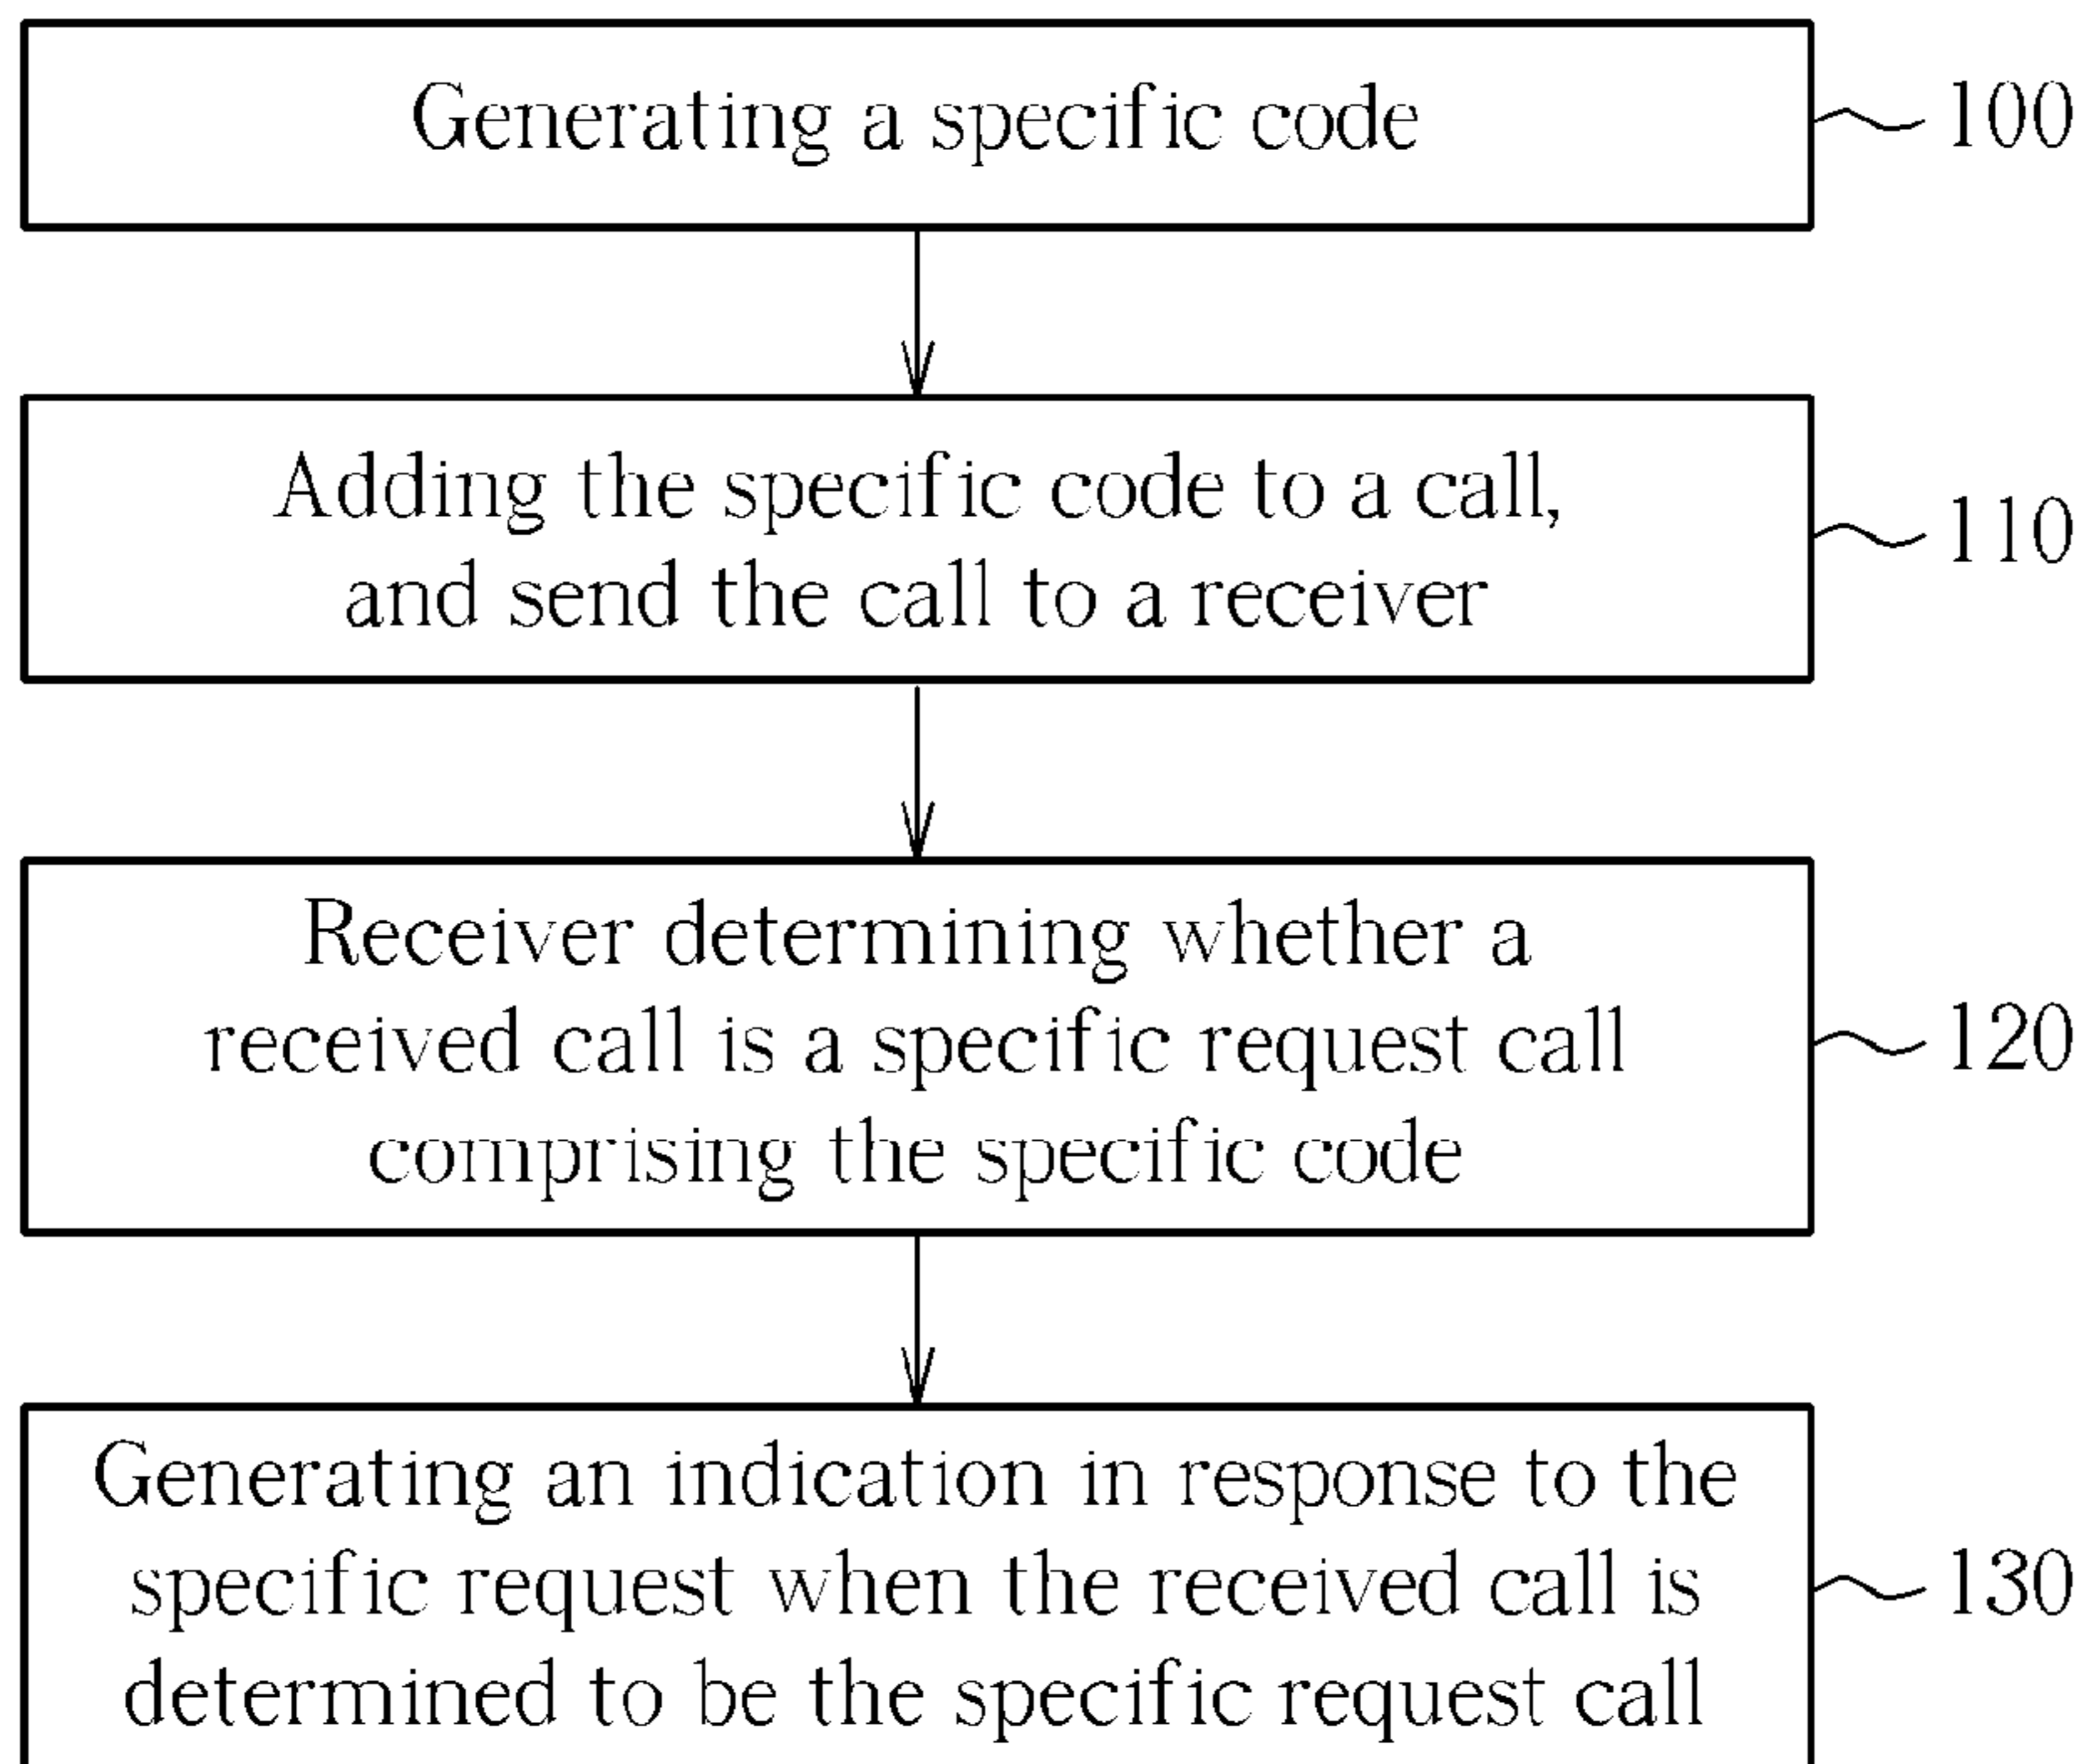 Generating a specific code
100
Adding the specific code to a call,
and send the call to a receiver
110
Receiver determining whether a
received call is a specific request call
comprising the specific code
120
Generating an indication in response to the
specific request when the received call is
determined to be the specific request call
130